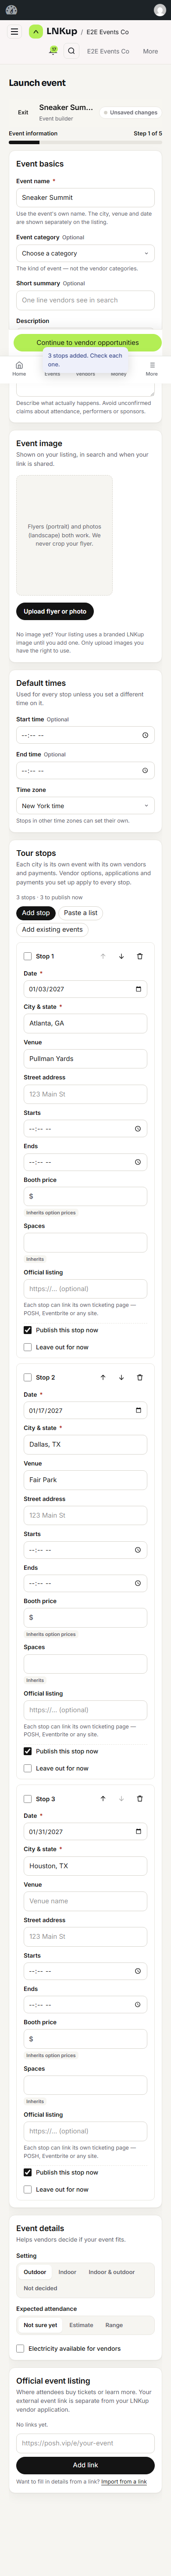 LNKup / E2E Events Co
17
E2E Events Co More
Launch event
Exit
Sneaker Sum...
Event builder
Unsaved changes
Event information Step 1 of 5
Event basics
Event name *
Sneaker Summit
Use the event's own name. The city, venue and date
are shown separately on the listing.
Event category Optional
Choose a category
The kind of event — not the vendor categories.
Short summary Optional
One line vendors see in search
Description
Continue to vendor opportunities
3 stops added. Check each
one.
Home Events Vendors Money More
Describe what actually happens. Avoid unconfirmed
claims about attendance, performers or sponsors.
Event image
Shown on your listing, in search and when your
link is shared.
Flyers (portrait) and photos
(landscape) both work. We
never crop your flyer.
Upload flyer or photo
No image yet? Your listing uses a branded LNKup
image until you add one. Only upload images you
have the right to use.
Default times
Used for every stop unless you set a different
time on it.
Start time Optional
--:-- --
End time Optional
--:-- --
Time zone
New York time
Stops in other time zones can set their own.
Tour stops
Each city is its own event with its own vendors
and payments. Vendor options, applications and
payments you set up apply to every stop.
3 stops · 3 to publish now
Add stop Paste a list
Add existing events
Stop 1
Date *
01/03/2027
City & state *
Atlanta, GA
Venue
Pullman Yards
Street address
123 Main St
Starts
--:-- --
Ends
--:-- --
Booth price
$
Inherits option prices
Spaces
Inherits
Official listing
https://... (optional)
Each stop can link its own ticketing page —
POSH, Eventbrite or any site.
Publish this stop now
Leave out for now
Stop 2
Date *
01/17/2027
City & state *
Dallas, TX
Venue
Fair Park
Street address
123 Main St
Starts
--:-- --
Ends
--:-- --
Booth price
$
Inherits option prices
Spaces
Inherits
Official listing
https://... (optional)
Each stop can link its own ticketing page —
POSH, Eventbrite or any site.
Publish this stop now
Leave out for now
Stop 3
Date *
01/31/2027
City & state *
Houston, TX
Venue
Venue name
Street address
123 Main St
Starts
--:-- --
Ends
--:-- --
Booth price
$
Inherits option prices
Spaces
Inherits
Official listing
https://... (optional)
Each stop can link its own ticketing page —
POSH, Eventbrite or any site.
Publish this stop now
Leave out for now
Event details
Helps vendors decide if your event fits.
Setting
Outdoor Indoor Indoor & outdoor
Not decided
Expected attendance
Not sure yet Estimate Range
Electricity available for vendors
Official event listing
Where attendees buy tickets or learn more. Your
external event link is separate from your LNKup
vendor application.
No links yet.
https://posh.vip/e/your-event
Add link
Want to fill in details from a link? Import from a link